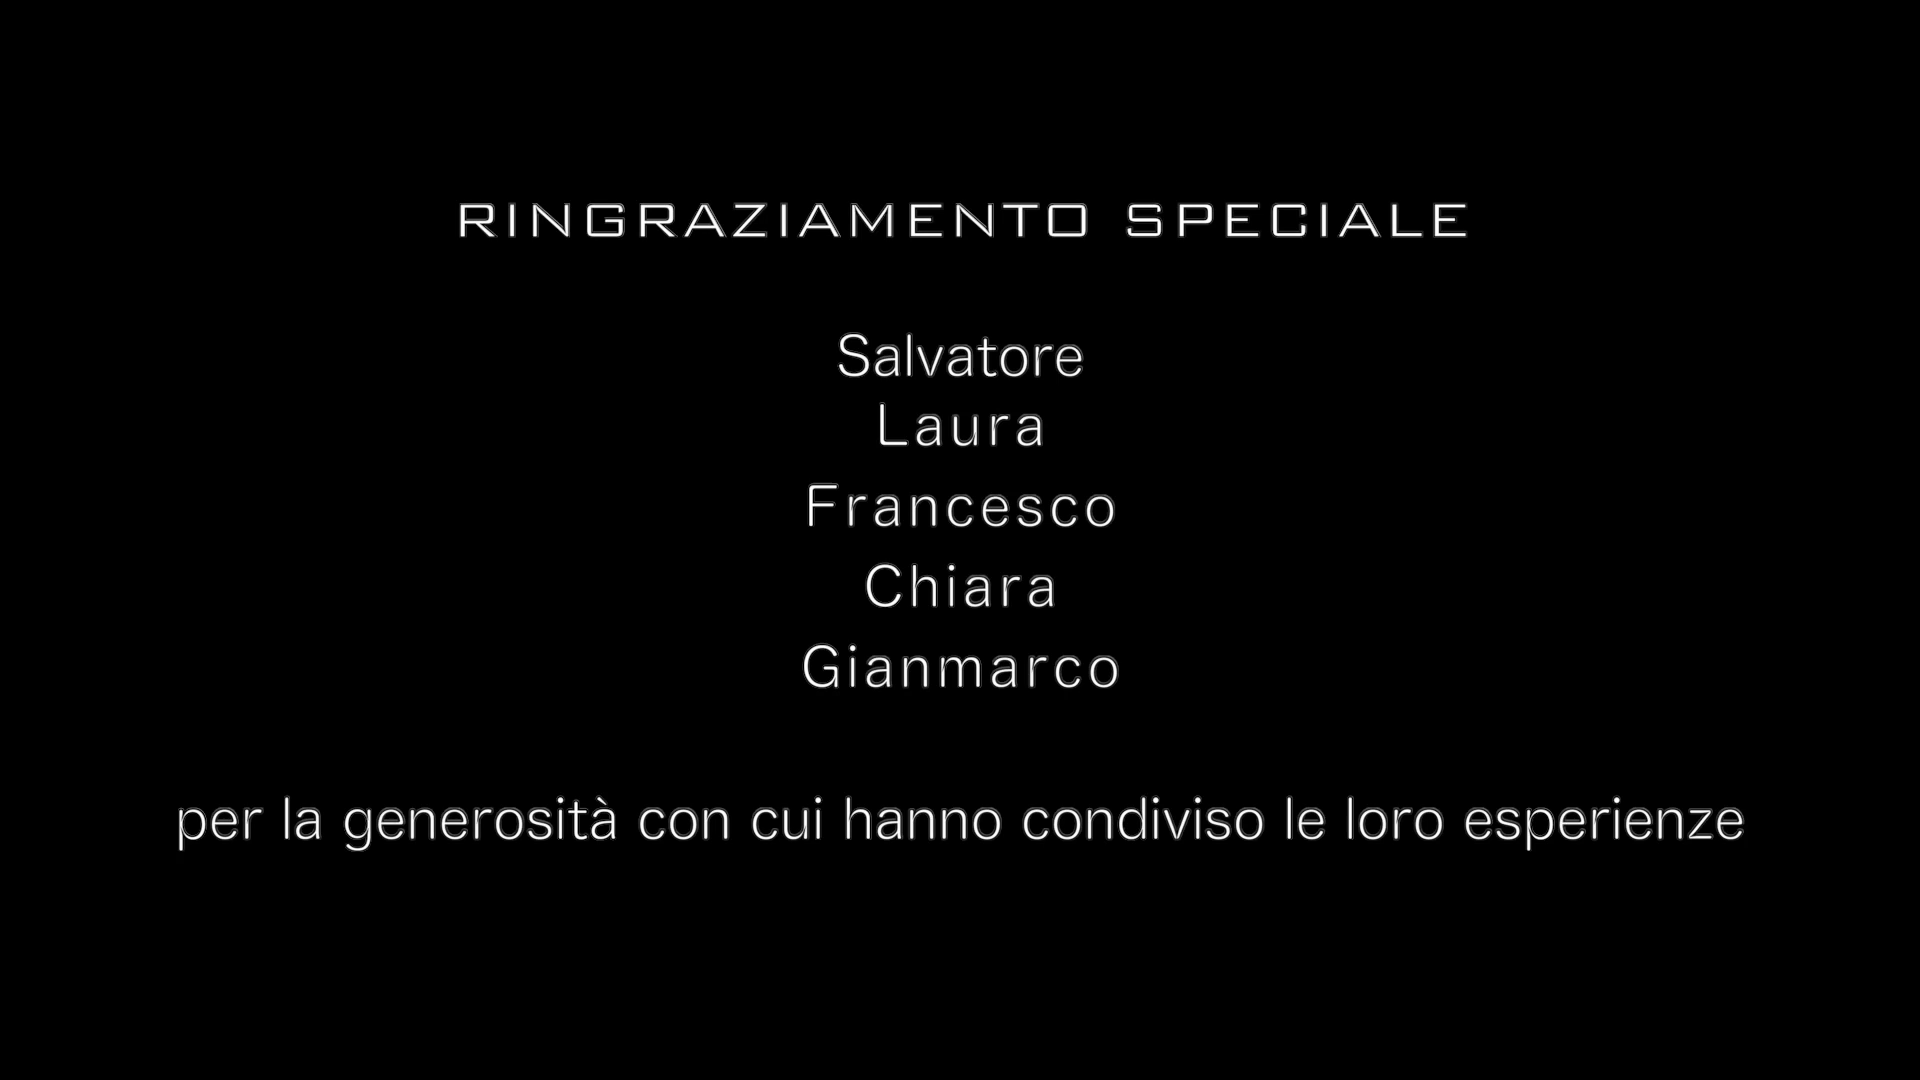 RINGRAZIAMENTO SPECIALE
Salvatore
Laura
Francesco
Chiara
Gianmarco
per la generosità con cui hanno condiviso le loro esperienze